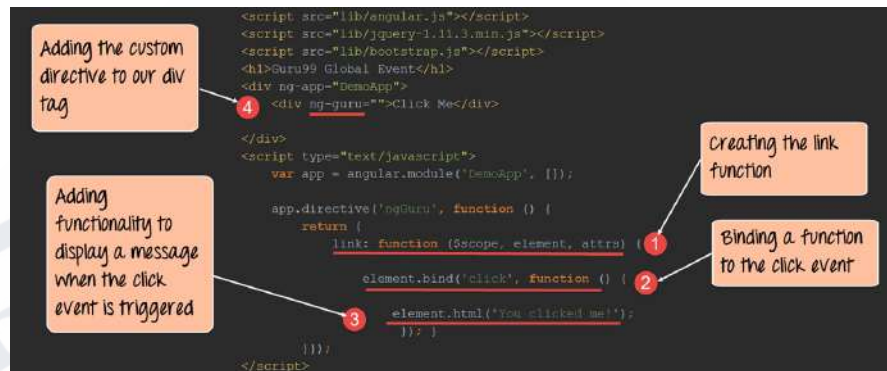 <script src="lib/angular.js"></script>
<script src="lib/jquery-1.11.3.min.js"></script>
<script src="lib/bootstrap.js"></script>
<h1>Guru99 Global Event</h1>
<div ng-app="DemoApp">
<div ng-guru="">Click Me</div>
</div>
<script type="text/javascript">
var app = angular.module('DemoApp', []);
app.directive('ngGuru', function () {
return {
link: function ($scope, element, attrs) {
element.bind('click', function () {
element.html('You clicked me!');
}); }
}});
</script>
Adding the custom
directive to our div
tag
4
Creating the link
function
1
Binding a function
to the click event
2
Adding
functionality to
display a message
when the click
event is triggered
3